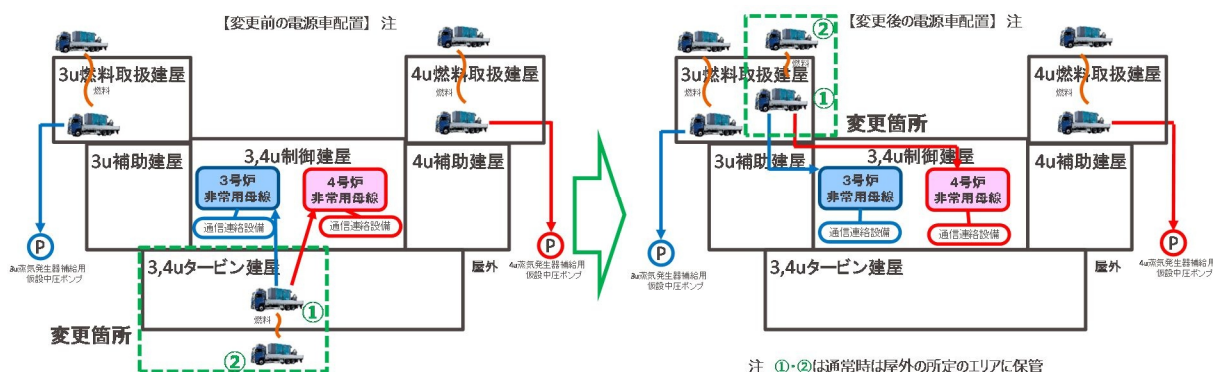 【変更前の電源車配置】 注
3u燃料取扱建屋
燃料
4u燃料取扱建屋
燃料
3u補助建屋
3,4u制御建屋
4u補助建屋
3号炉
非常用母線
4号炉
非常用母線
通信連絡設備
通信連絡設備
P
3u蒸気発生器補給用
仮設中圧ポンプ
P
4u蒸気発生器補給用
仮設中圧ポンプ
3,4uタービン建屋
屋外
①
燃料
変更箇所
②
【変更後の電源車配置】 注
②
3u燃料取扱建屋
燃料
①
4u燃料取扱建屋
燃料
変更箇所
3u補助建屋
3,4u制御建屋
4u補助建屋
3号炉
非常用母線
4号炉
非常用母線
通信連絡設備
通信連絡設備
P
3u蒸気発生器補給用
仮設中圧ポンプ
P
4u蒸気発生器補給用
仮設中圧ポンプ
3,4uタービン建屋
屋外
注 ①・②は通常時は屋外の所定のエリアに保管